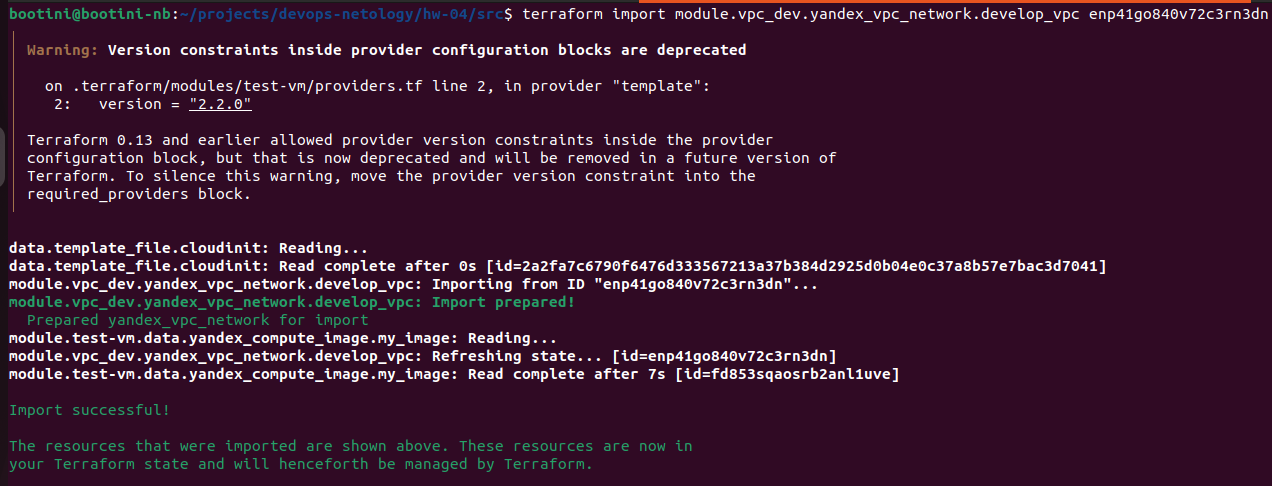 bootini@bootini-nb:~/projects/devops-netology/hw-04/src$ terraform import module.vpc_dev.yandex_vpc_network.develop_vpc enp41go840v72c3rn3dn
Warning: Version constraints inside provider configuration blocks are deprecated
on .terraform/modules/test-vm/providers.tf line 2, in provider "template":
2: version = "2.2.0"
Terraform 0.13 and earlier allowed provider version constraints inside the provider
configuration block, but that is now deprecated and will be removed in a future version of
Terraform. To silence this warning, move the provider version constraint into the
required_providers block.
data.template_file.cloudinit: Reading...
data.template_file.cloudinit: Read complete after 0s [id=2a2fa7c6790f6476d333567213a37b384d2925d0b04e0c37a8b57e7bac3d7041]
module.vpc_dev.yandex_vpc_network.develop_vpc: Importing from ID "enp41go840v72c3rn3dn"...
module.vpc_dev.yandex_vpc_network.develop_vpc: Import prepared!
Prepared yandex_vpc_network for import
module.test-vm.data.yandex_compute_image.my_image: Reading...
module.vpc_dev.yandex_vpc_network.develop_vpc: Refreshing state... [id=enp41go840v72c3rn3dn]
module.test-vm.data.yandex_compute_image.my_image: Read complete after 7s [id=fd853sqaosrb2anl1uve]
Import successful!
The resources that were imported are shown above. These resources are now in
your Terraform state and will henceforth be managed by Terraform.